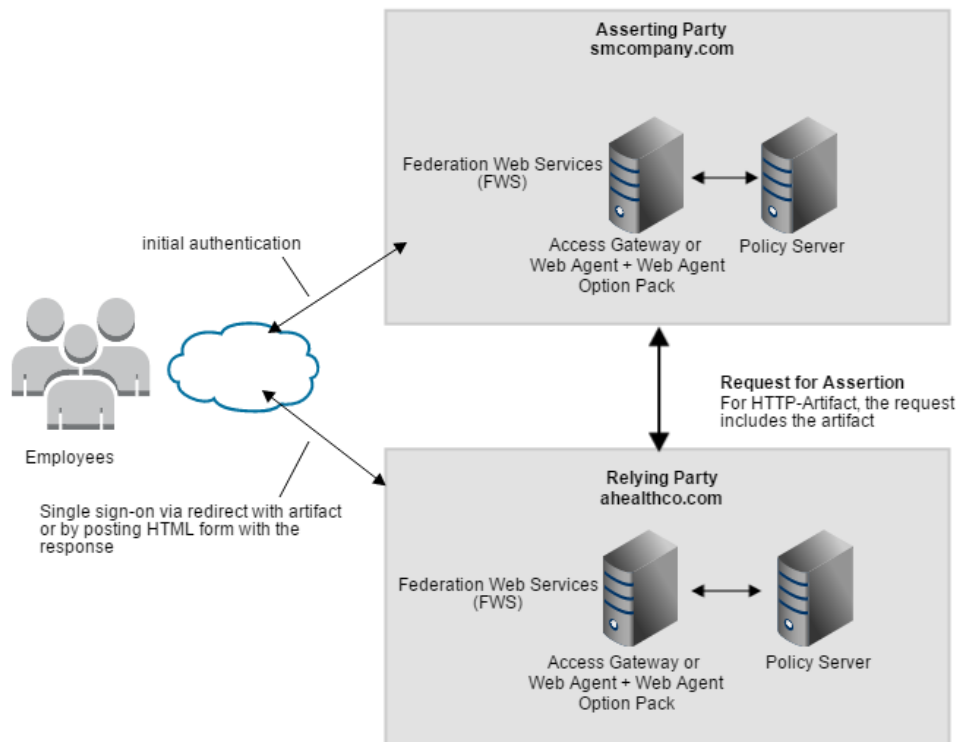 Asserting Party
smcompany.com
Federation Web Services
(FWS)
Access Gateway or
Web Agent + Web Agent
Option Pack
Policy Server
initial authentication
Employees
Request for Assertion
For HTTP-Artifact, the request
includes the artifact
Single sign-on via redirect with artifact
or by posting HTML form with the
response
Relying Party
ahealthco.com
Federation Web Services
(FWS)
Access Gateway or
Web Agent + Web Agent
Option Pack
Policy Server